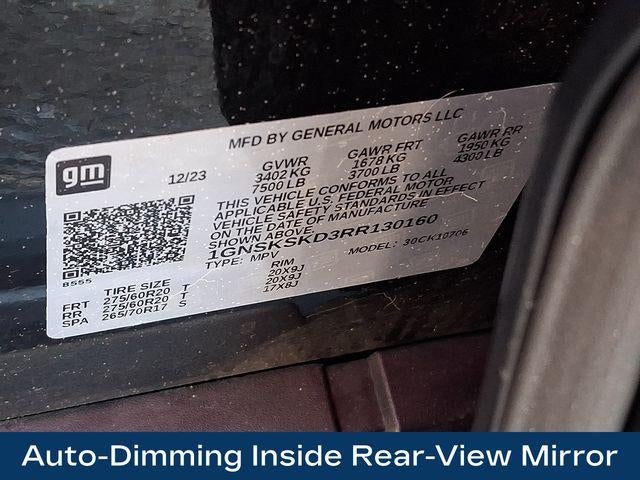 MFD BY GENERAL MOTORS LLC
gm
12/23
GVWR GAWR FRT GAWR RR
3402 KG 1678 KG 1950 KG
7500 LB 3700 LB 4300 LB
THIS VEHICLE CONFORMS TO ALL
APPLICABLE U.S. FEDERAL MOTOR
VEHICLE SAFETY STANDARDS IN EFFECT
ON THE DATE OF MANUFACTURE
SHOWN ABOVE.
1GNSKSKD3RR130160
TYPE: MPV MODEL: 30CK10706
8555
TIRE SIZE RIM
FRT 275/60R20 T 20X9J
RR 275/60R20 T 20X9J
SPA 265/70R17 S 17X8J
Auto-Dimming Inside Rear-View Mirror